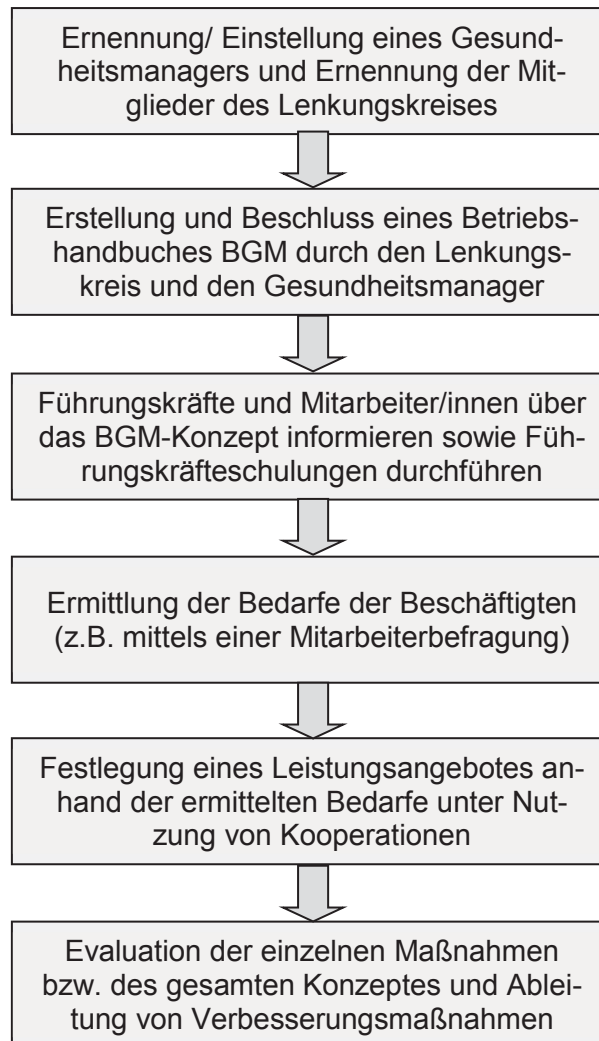 Ernennung/ Einstellung eines Gesund-
heitsmanagers und Ernennung der Mit-
glieder des Lenkungskreises
Erstellung und Beschluss eines Betriebs-
handbuches BGM durch den Lenkungs-
kreis und den Gesundheitsmanager
Führungskräfte und Mitarbeiter/innen über
das BGM-Konzept informieren sowie Füh-
rungskräfteschulungen durchführen
Ermittlung der Bedarfe der Beschäftigten
(z.B. mittels einer Mitarbeiterbefragung)
Festlegung eines Leistungsangebotes an-
hand der ermittelten Bedarfe unter Nut-
zung von Kooperationen
Evaluation der einzelnen Maßnahmen
bzw. des gesamten Konzeptes und Ablei-
tung von Verbesserungsmaßnahmen